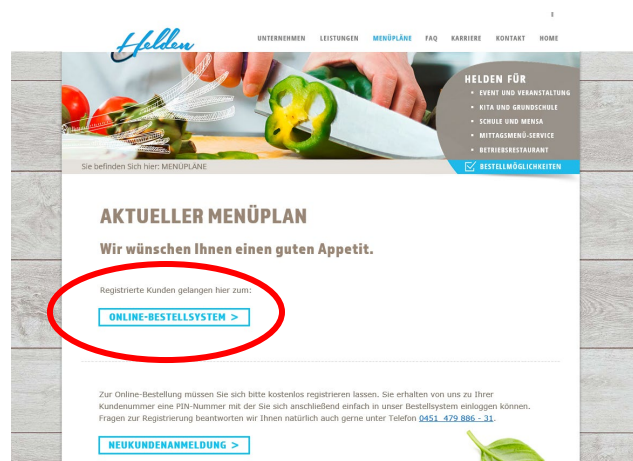 Helden
UNTERNEHMEN LEISTUNGEN MENÜPLÄNE FAQ KARRIERE KONTAKT HOME
HELDEN FÜR
EVENT UND VERANSTALTUNG
KITA UND GRUNDSCHULE
SCHULE UND MENSA
MITTAGSMENÜ-SERVICE
BETRIEBSRESTAURANT
Sie befinden Sich hier: MENÜPLÄNE
BESTELLMÖGLICHKEITEN
AKTUELLER MENÜPLAN
Wir wünschen Ihnen einen guten Appetit.
Registrierte Kunden gelangen hier zum:
ONLINE-BESTELLSYSTEM >
Zur Online-Bestellung müssen Sie sich bitte kostenlos registrieren lassen. Sie erhalten von uns zu Ihrer
Kundenummer eine PIN-Nummer mit der Sie sich anschließend einfach in unser Bestellsystem einloggen können.
Fragen zur Registrierung beantworten wir Ihnen natürlich auch gerne unter Telefon 0451 479 886 - 31.
NEUKUNDENANMELDUNG >